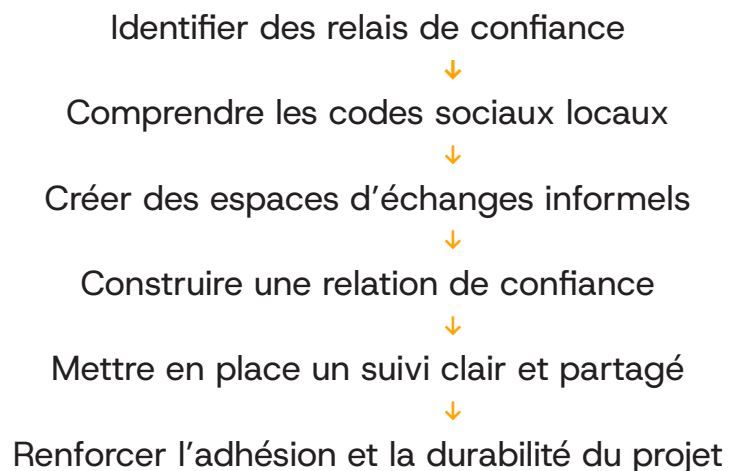 Identifier des relais de confiance
↓
Comprendre les codes sociaux locaux
↓
Créer des espaces d’échanges informels
↓
Construire une relation de confiance
↓
Mettre en place un suivi clair et partagé
↓
Renforcer l’adhésion et la durabilité du projet